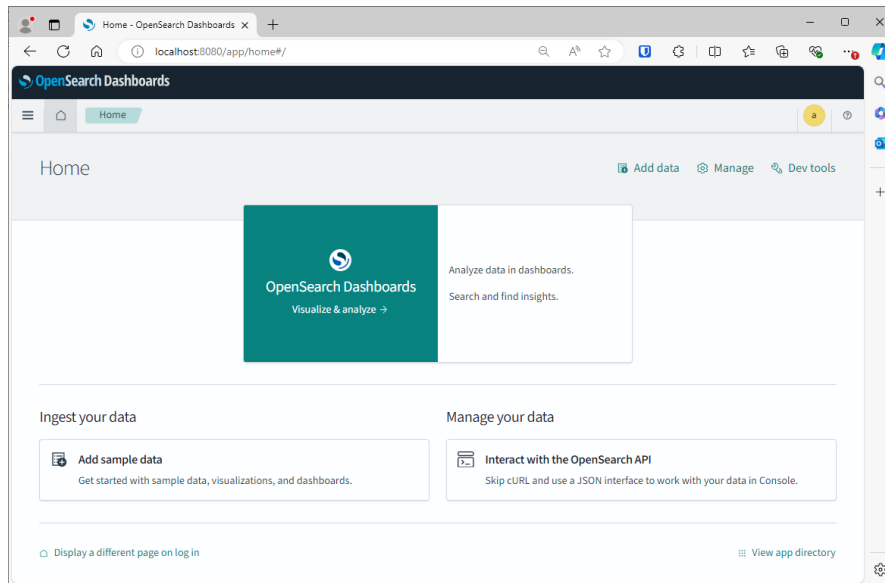 Home - OpenSearch Dashboards
localhost:8080/app/home#/
OpenSearch Dashboards
Home
a
Home
Add data
Manage
Dev tools
OpenSearch Dashboards
Visualize & analyze →
Analyze data in dashboards.
Search and find insights.
Ingest your data
Manage your data
Add sample data
Get started with sample data, visualizations, and dashboards.
Interact with the OpenSearch API
Skip cURL and use a JSON interface to work with your data in Console.
Display a different page on log in
View app directory